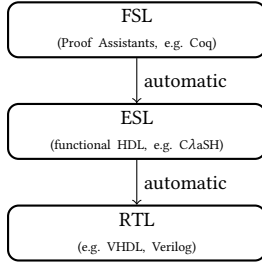 FSL
(Proof Assistants, e.g. Coq)
automatic
ESL
(functional HDL, e.g. CλaSH)
automatic
RTL
(e.g. VHDL, Verilog)